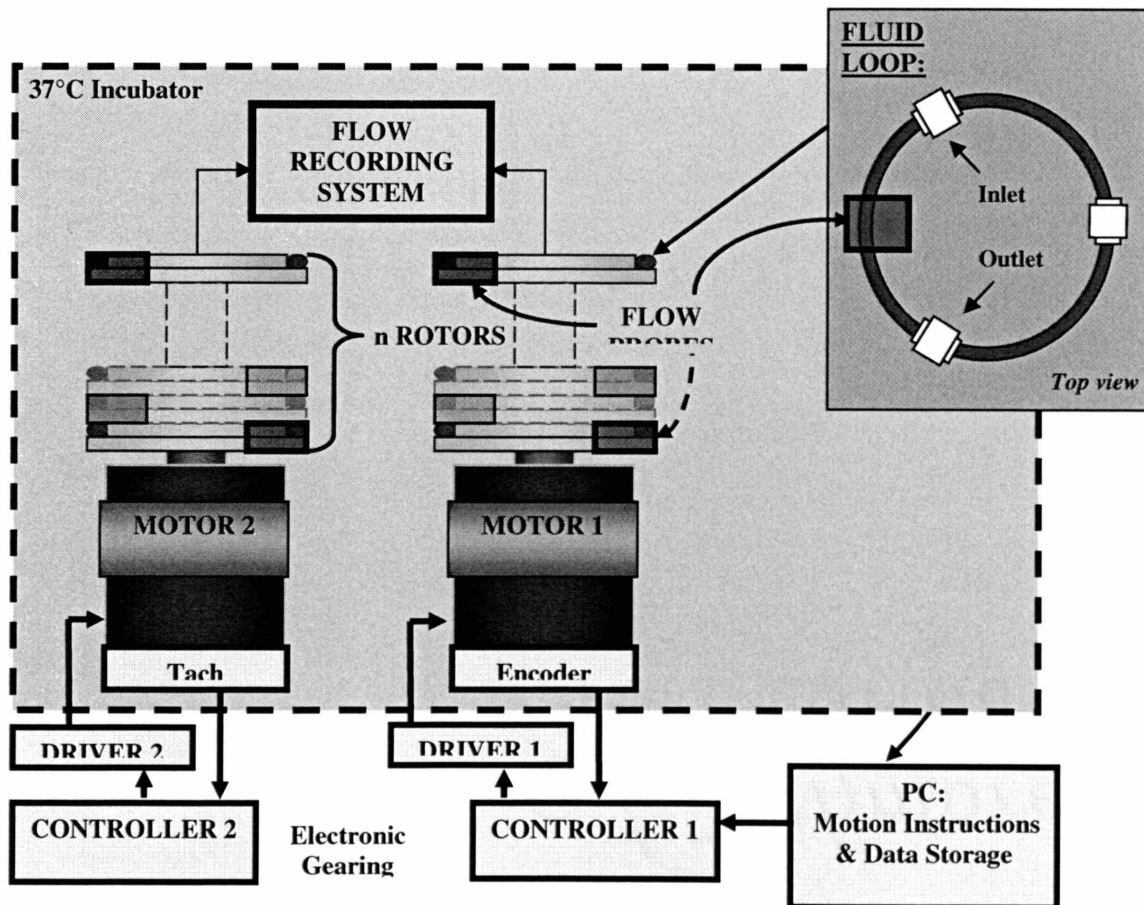 FLUID
LOOP:
37°C Incubator
FLOW
RECORDING
SYSTEM
Inlet
Outlet
Top view
n ROTORS
FLOW
PROBES
MOTOR 2
MOTOR 1
Tach
Encoder
DRIVER 2
DRIVER 1
CONTROLLER 2
Electronic
Gearing
CONTROLLER 1
PC:
Motion Instructions
& Data Storage